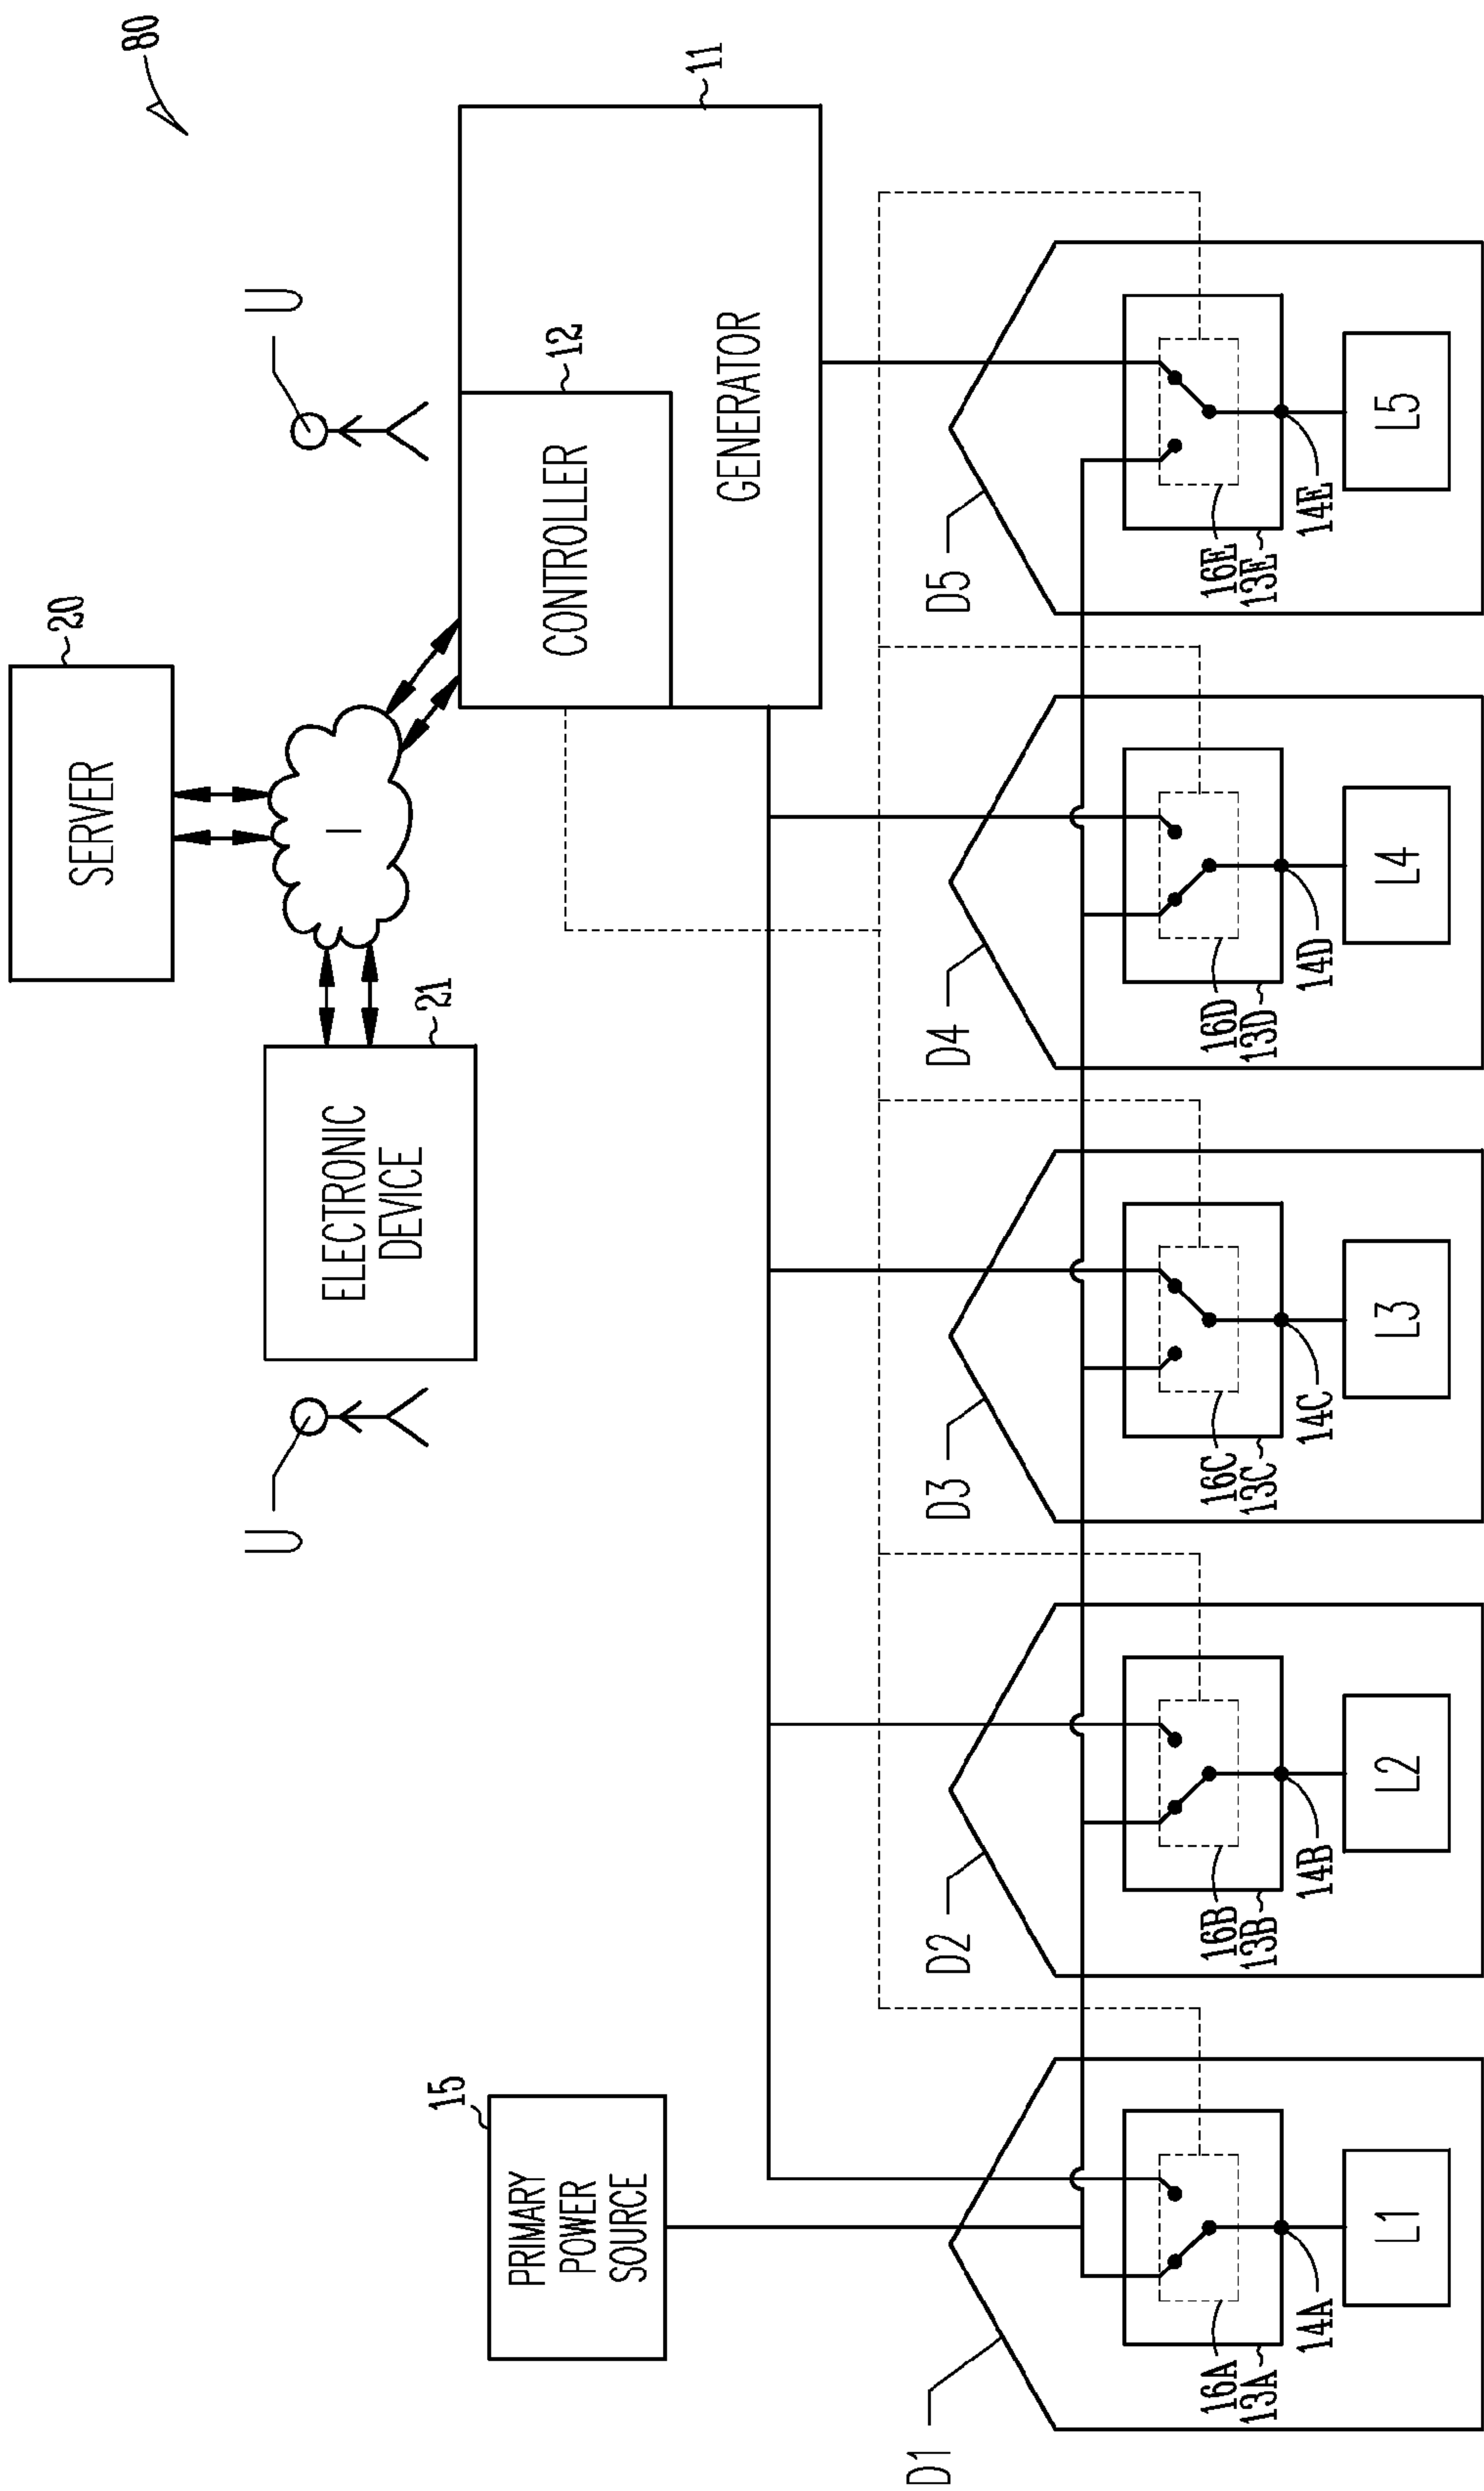 80
SERVER
20
U
U
I
ELECTRONIC
DEVICE
21
CONTROLLER
12
GENERATOR
11
PRIMARY
POWER
SOURCE
15
D1
D2
D3
D4
D5
16A
13A
14A
L1
16B
13B
14B
L2
16C
13C
14C
L3
16D
13D
14D
L4
16E
13E
14E
L5